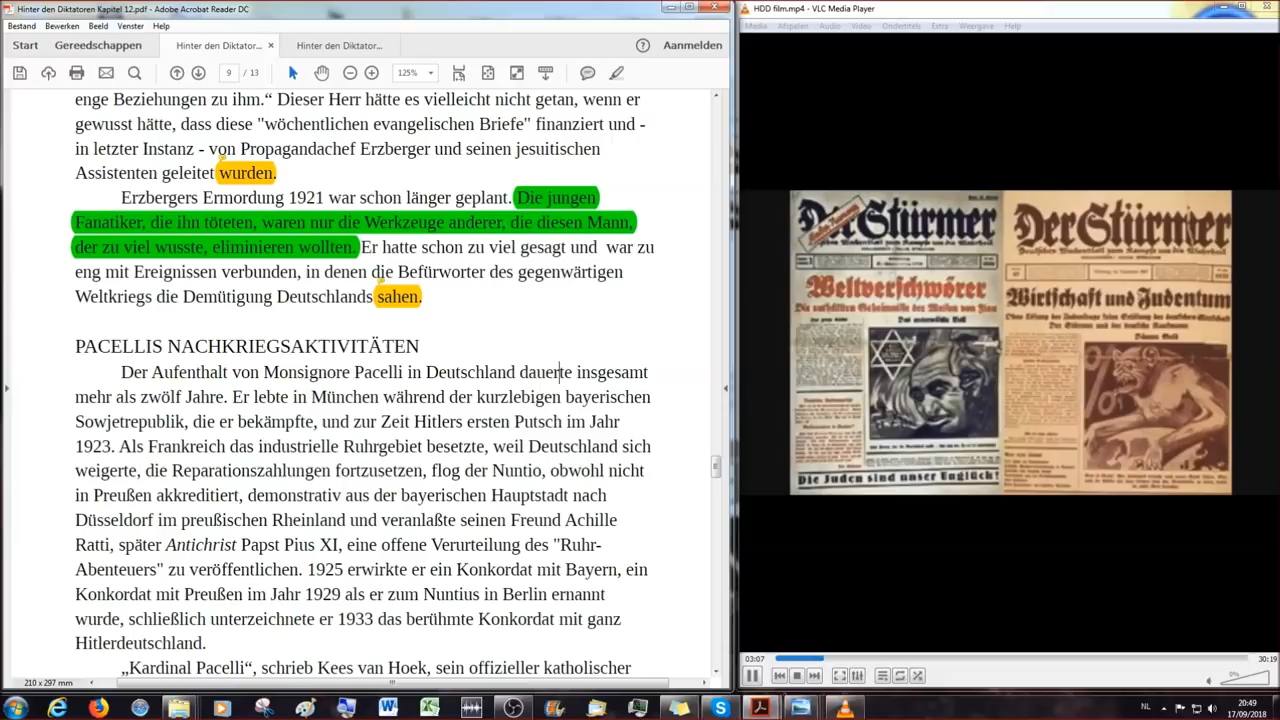 Hinter den Diktatoren Kapitel 12.pdf - Adobe Acrobat Reader DC
Bestand Bewerken Beeld Venster Help
Start Gereedschappen Hinter den Diktator... × Hinter den Diktator... Aanmelden
9 / 13 125%
enge Beziehungen zu ihm.“ Dieser Herr hätte es vielleicht nicht getan, wenn er
gewusst hätte, dass diese "wöchentlichen evangelischen Briefe" finanziert und -
in letzter Instanz - von Propagandachef Erzberger und seinen jesuitischen
Assistenten geleitet wurden.
Erzbergers Ermordung 1921 war schon länger geplant. Die jungen
Fanatiker, die ihn töteten, waren nur die Werkzeuge anderer, die diesen Mann,
der zu viel wusste, eliminieren wollten. Er hatte schon zu viel gesagt und war zu
eng mit Ereignissen verbunden, in denen die Befürworter des gegenwärtigen
Weltkriegs die Demütigung Deutschlands sahen.
PACELLIS NACHKRIEGSAKTIVITÄTEN
Der Aufenthalt von Monsignore Pacelli in Deutschland dauerte insgesamt
mehr als zwölf Jahre. Er lebte in München während der kurzlebigen bayerischen
Sowjetrepublik, die er bekämpfte, und zur Zeit Hitlers ersten Putsch im Jahr
1923. Als Frankreich das industrielle Ruhrgebiet besetzte, weil Deutschland sich
weigerte, die Reparationszahlungen fortzusetzen, flog der Nuntio, obwohl nicht
in Preußen akkreditiert, demonstrativ aus der bayerischen Hauptstadt nach
Düsseldorf im preußischen Rheinland und veranlaßte seinen Freund Achille
Ratti, später Antichrist Papst Pius XI, eine offene Verurteilung des "Ruhr-
Abenteuers" zu veröffentlichen. 1925 erwirkte er ein Konkordat mit Bayern, ein
Konkordat mit Preußen im Jahr 1929 als er zum Nuntius in Berlin ernannt
wurde, schließlich unterzeichnete er 1933 das berühmte Konkordat mit ganz
Hitlerdeutschland.
„Kardinal Pacelli“, schrieb Kees van Hoek, sein offizieller katholischer
210 x 297 mm
HDD film.mp4 - VLC Media Player
Media Afspelen Audio Video Ondertitels Extra Weergave Help
Der Stürmer
Weltverschwörer
Die Juden sind unser Unglück!
Der Stürmer
Wirtschaft und Judentum
03:07 30:19
0%
NL 20:49
17/09/2018